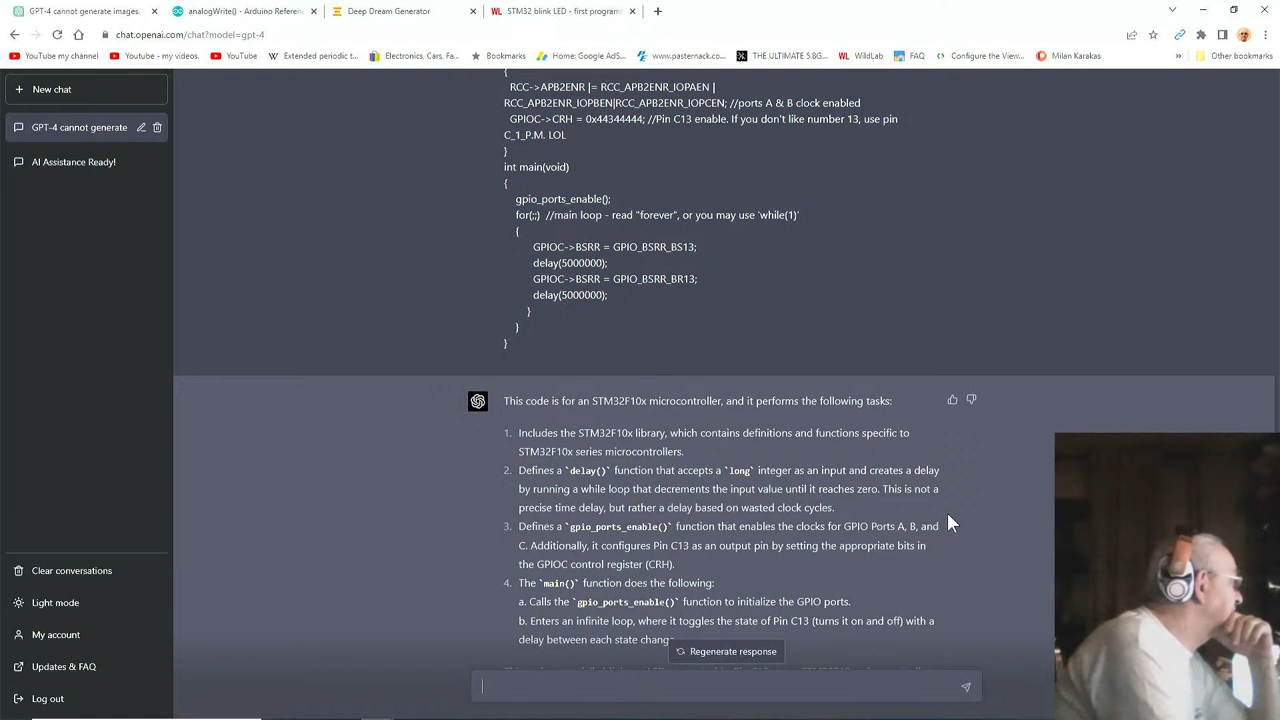 GPT-4 cannot generate images.
analogWrite() - Arduino Referenc
Deep Dream Generator
STM32 blink LED - first program
chat.openai.com/chat?model=gpt-4
YouTube my channel
Youtube - my videos.
YouTube
Extended periodic t...
Electronics, Cars, Fa...
Bookmarks
Home: Google AdS...
www.pasternack....
THE ULTIMATE 5.8G...
WildLab
FAQ
Configure the View...
Milan Karakas
Other bookmarks
New chat
GPT-4 cannot generate
AI Assistance Ready!
{
RCC->APB2ENR |= RCC_APB2ENR_IOPAEN |
RCC_APB2ENR_IOPBEN|RCC_APB2ENR_IOPCEN; //ports A & B clock enabled
GPIOC->CRH = 0x44344444; //Pin C13 enable. If you don't like number 13, use pin
C_1_P.M. LOL
}
int main(void)
{
gpio_ports_enable();
for(;;) //main loop - read "forever", or you may use 'while(1)'
{
GPIOC->BSRR = GPIO_BSRR_BS13;
delay(5000000);
GPIOC->BSRR = GPIO_BSRR_BR13;
delay(5000000);
}
}
}
This code is for an STM32F10x microcontroller, and it performs the following tasks:
1. Includes the STM32F10x library, which contains definitions and functions specific to
STM32F10x series microcontrollers.
2. Defines a `delay()` function that accepts a `long` integer as an input and creates a delay
by running a while loop that decrements the input value until it reaches zero. This is not a
precise time delay, but rather a delay based on wasted clock cycles.
3. Defines a `gpio_ports_enable()` function that enables the clocks for GPIO Ports A, B, and
C. Additionally, it configures Pin C13 as an output pin by setting the appropriate bits in
the GPIOC control register (CRH).
4. The `main()` function does the following:
a. Calls the `gpio_ports_enable()` function to initialize the GPIO ports.
b. Enters an infinite loop, where it toggles the state of Pin C13 (turns it on and off) with a
delay between each state chang
Regenerate response
Clear conversations
Light mode
My account
Updates & FAQ
Log out